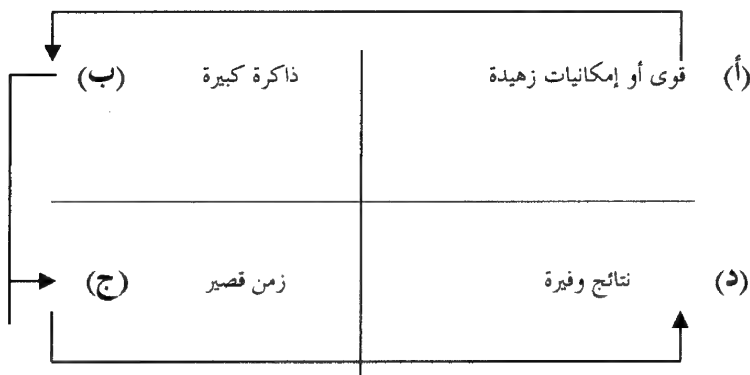 (أ) قوى أو إمكانيات زهيدة
ذاكرة كبيرة (ب)
(د) نتائج وفيرة
زمن قصير (ج)